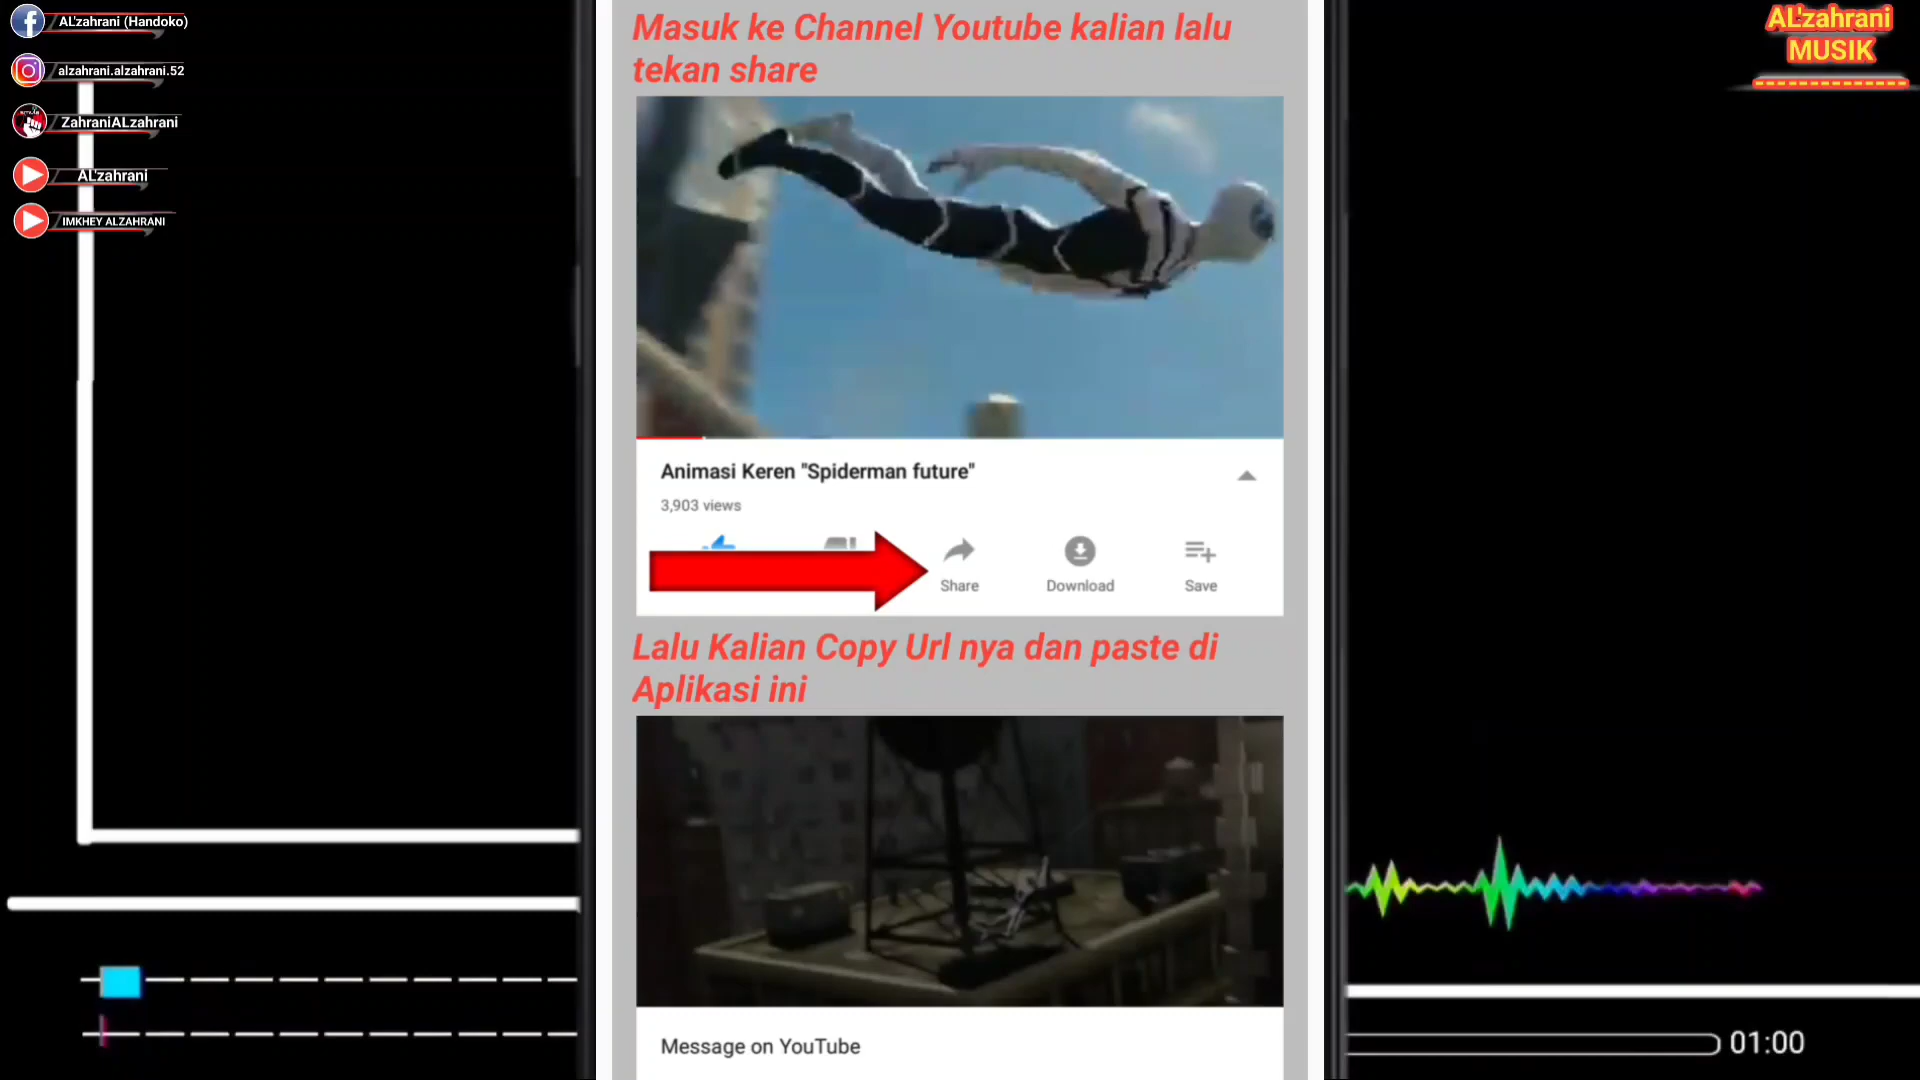 AL'zahrani (Handoko)
alzahrani.alzahrani.52
ZahraniALzahrani
AL'zahrani
IMKHEY ALZAHRANI
Masuk ke Channel Youtube kalian lalu
tekan share
Animasi Keren "Spiderman future"
3,903 views
Share
Download
Save
Lalu Kalian Copy Url nya dan paste di
Aplikasi ini
Message on YouTube
AL'zahrani
MUSIK
01:00